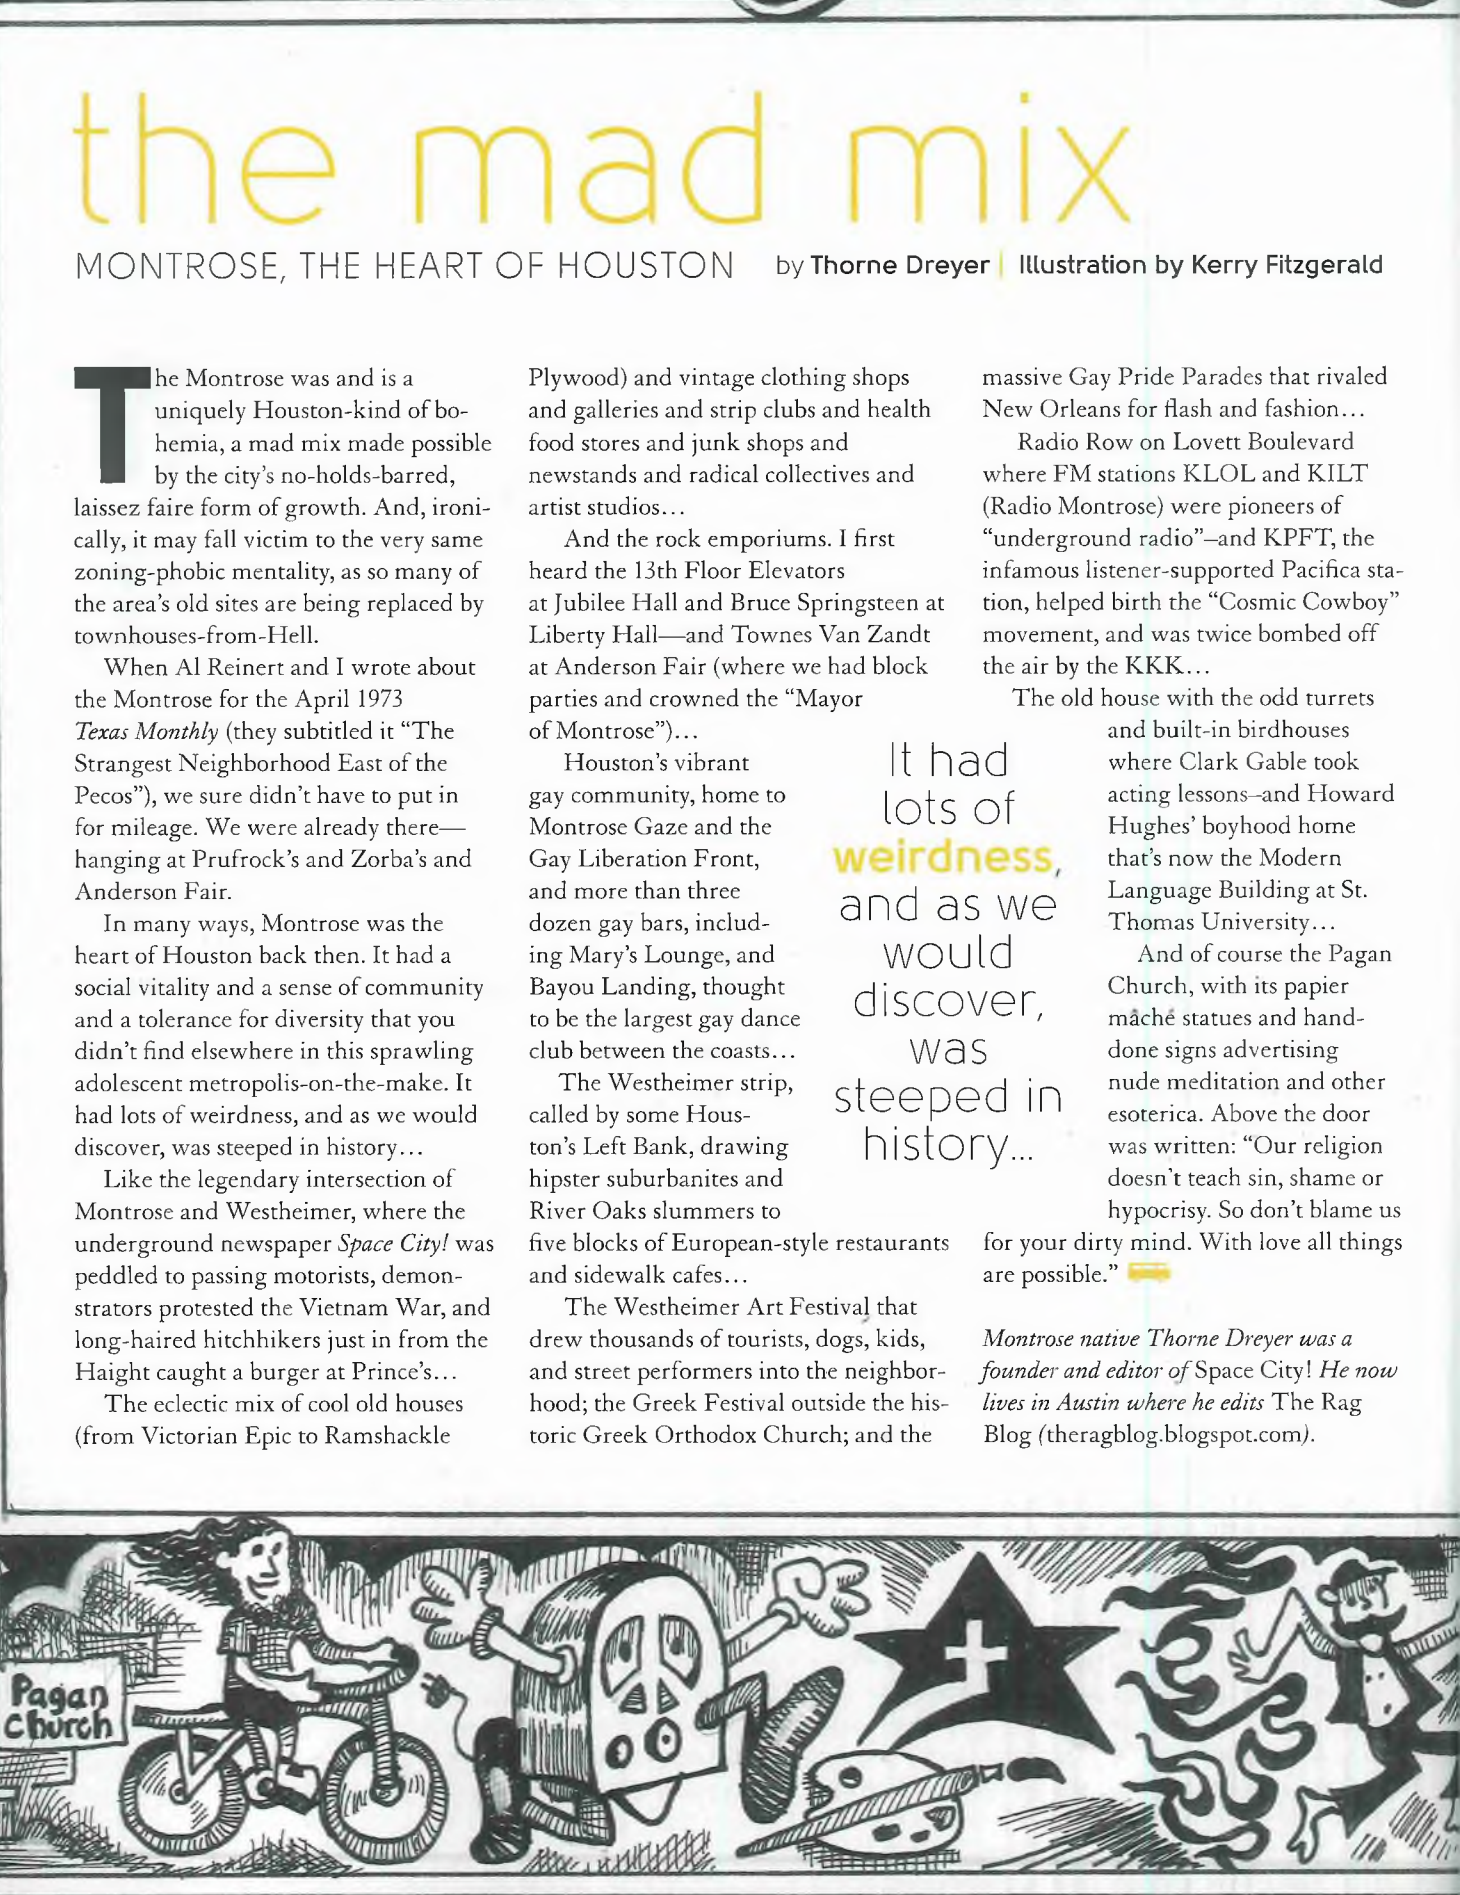 the mad mix
MONTROSE, THE HEART OF HOUSTON by Thorne Dreyer | Illustration by Kerry Fitzgerald
The Montrose was and is a
uniquely Houston-kind of bo-
hemia, a mad mix made possible
by the city's no-holds-barred,
laissez faire form of growth. And, ironi-
cally, it may fall victim to the very same
zoning-phobic mentality, as so many of
the area's old sites are being replaced by
townhouses-from-Hell.
When Al Reinert and I wrote about
the Montrose for the April 1973
Texas Monthly (they subtitled it “The
Strangest Neighborhood East of the
Pecos”), we sure didn't have to put in
for mileage. We were already there—
hanging at Prufrock's and Zorba's and
Anderson Fair.
In many ways, Montrose was the
heart of Houston back then. It had a
social vitality and a sense of community
and a tolerance for diversity that you
didn't find elsewhere in this sprawling
adolescent metropolis-on-the-make. It
had lots of weirdness, and as we would
discover, was steeped in history...
Like the legendary intersection of
Montrose and Westheimer, where the
underground newspaper Space City! was
peddled to passing motorists, demon-
strators protested the Vietnam War, and
long-haired hitchhikers just in from the
Haight caught a burger at Prince's...
The eclectic mix of cool old houses
(from Victorian Epic to Ramshackle
Plywood) and vintage clothing shops
and galleries and strip clubs and health
food stores and junk shops and
newstands and radical collectives and
artist studios...
And the rock emporiums. I first
heard the 13th Floor Elevators
at Jubilee Hall and Bruce Springsteen at
Liberty Hall—and Townes Van Zandt
at Anderson Fair (where we had block
parties and crowned the “Mayor
of Montrose”)...
Houston's vibrant
gay community, home to
Montrose Gaze and the
Gay Liberation Front,
and more than three
dozen gay bars, includ-
ing Mary's Lounge, and
Bayou Landing, thought
to be the largest gay dance
club between the coasts...
The Westheimer strip,
called by some Hous-
ton's Left Bank, drawing
hipster suburbanites and
River Oaks slummers to
five blocks of European-style restaurants
and sidewalk cafes...
The Westheimer Art Festival that
drew thousands of tourists, dogs, kids,
and street performers into the neighbor-
hood; the Greek Festival outside the his-
toric Greek Orthodox Church; and the
It had
lots of
weirdness,
and as we
would
discover,
was
steeped in
history...
massive Gay Pride Parades that rivaled
New Orleans for flash and fashion...
Radio Row on Lovett Boulevard
where FM stations KLOL and KILT
(Radio Montrose) were pioneers of
“underground radio”–and KPFT, the
infamous listener-supported Pacifica sta-
tion, helped birth the “Cosmic Cowboy”
movement, and was twice bombed off
the air by the KKK...
The old house with the odd turrets
and built-in birdhouses
where Clark Gable took
acting lessons–and Howard
Hughes' boyhood home
that's now the Modern
Language Building at St.
Thomas University...
And of course the Pagan
Church, with its papier
mâché statues and hand-
done signs advertising
nude meditation and other
esoterica. Above the door
was written: “Our religion
doesn't teach sin, shame or
hypocrisy. So don't blame us
for your dirty mind. With love all things
are possible.”
Montrose native Thorne Dreyer was a
founder and editor of Space City! He now
lives in Austin where he edits The Rag
Blog (theragblog.blogspot.com).
Pagan
Church